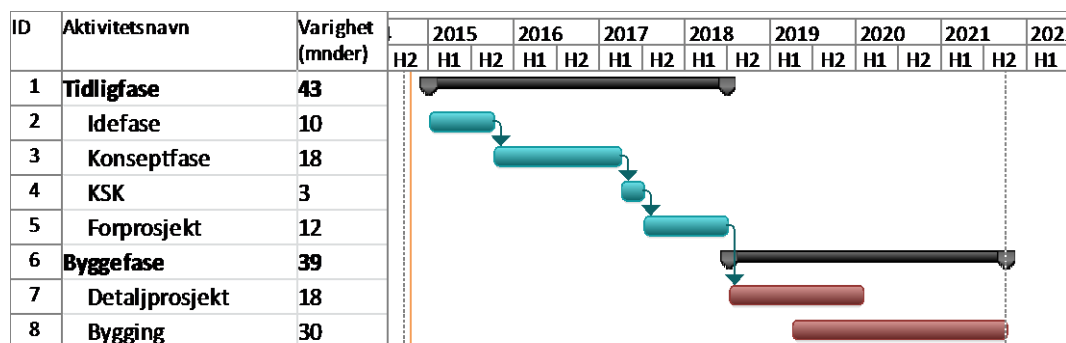 ID Aktivitetsnavn Varighet (mnder) 2015 2016 2017 2018 2019 2020 2021
H2 H1 H2 H1 H2 H1 H2 H1 H2 H1 H2 H1 H2 H1 H2 H1
1 Tidligfase 43
2 Idefase 10
3 Konseptfase 18
4 KSK 3
5 Forprosjekt 12
6 Byggefase 39
7 Detaljprosjekt 18
8 Bygging 30